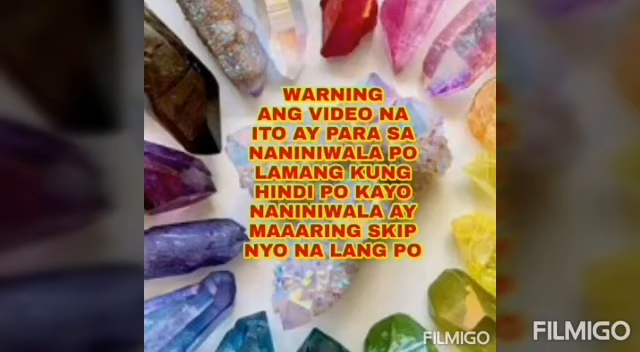 WARNING
ANG VIDEO NA
ITO AY PARA SA
NANINIWALA PO
LAMANG KUNG
HINDI PO KAYO
NANINIWALA AY
MAAARING SKIP
NYO NA LANG PO
FILMIGO
FILMIGO